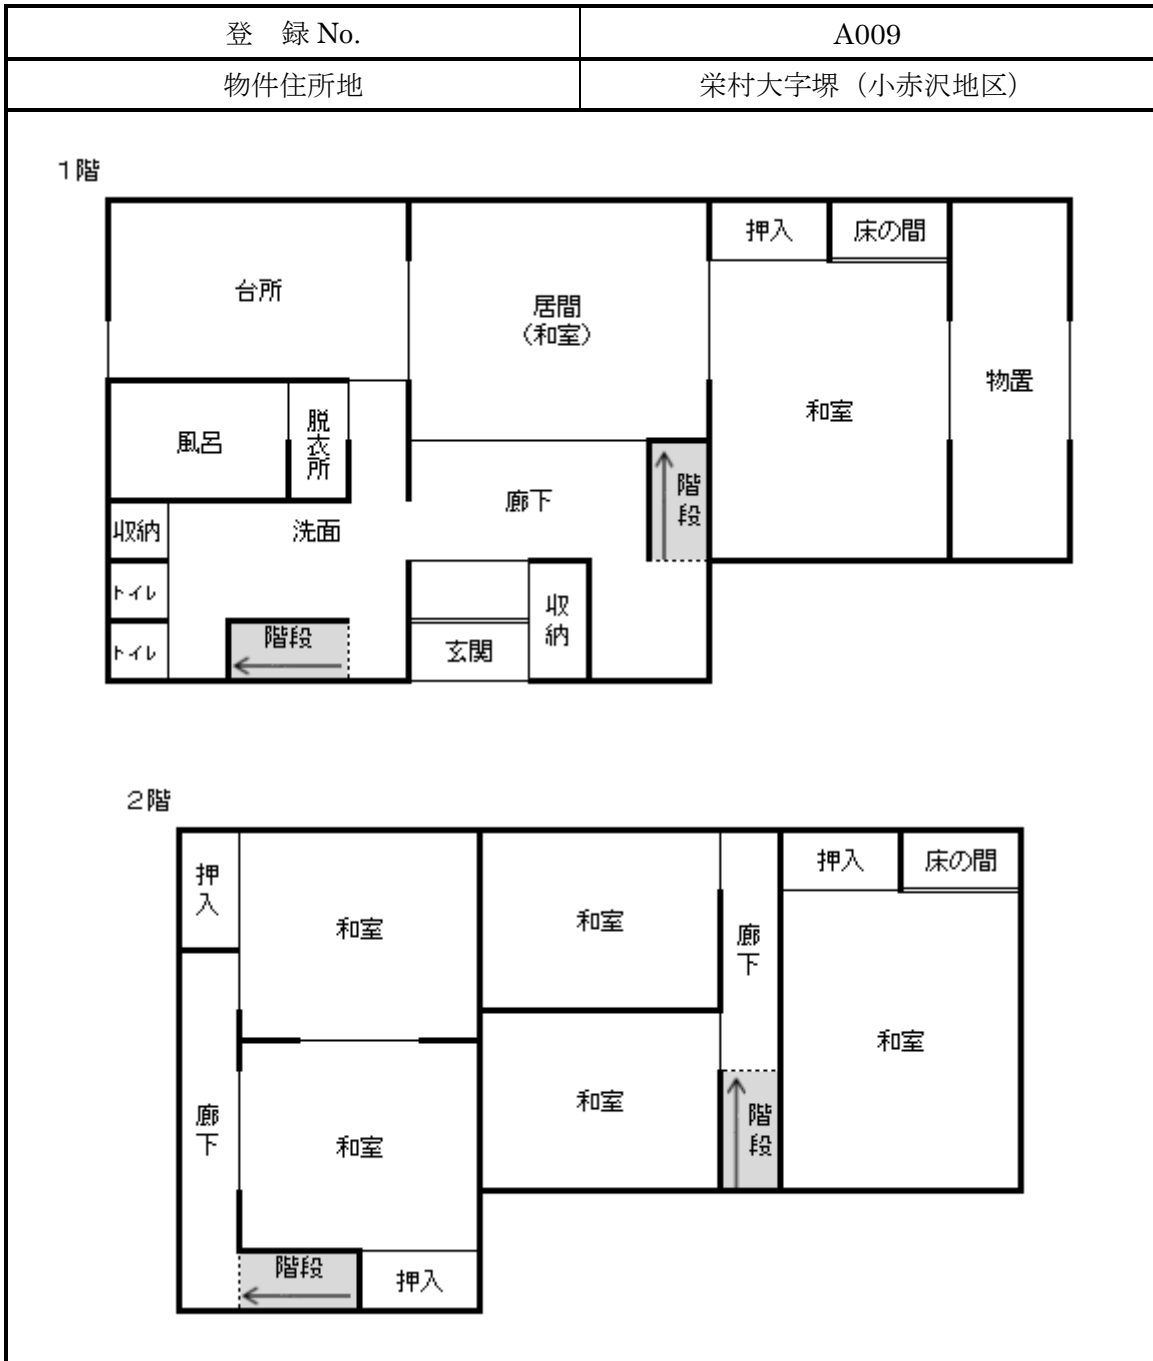 登　録 No.
A009
物件住所地
栄村大字堺（小赤沢地区）
１階
押入
床の間
台所
居間
（和室）
物置
和室
風呂
脱衣所
階段
廊下
収納
洗面
トイレ
収納
階段
玄関
トイレ
２階
押入
床の間
押入
和室
和室
廊下
和室
和室
廊下
和室
階段
階段
押入